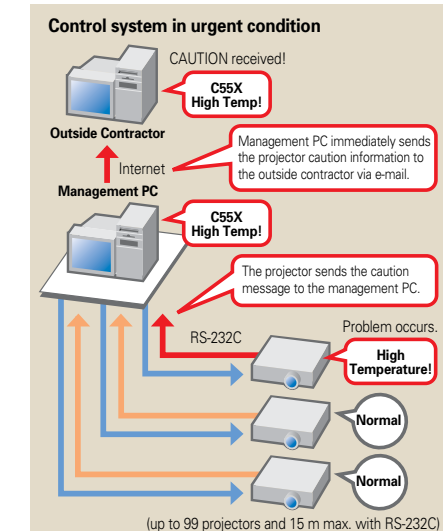 Control system in urgent condition
CAUTION received!
C55X
High Temp!
Outside Contractor
Internet
Management PC immediately sends
the projector caution information to
the outside contractor via e-mail.
Management PC
C55X
High Temp!
The projector sends the caution
message to the management PC.
RS-232C
Problem occurs.
High
Temperature!
Normal
Normal
(up to 99 projectors and 15 m max. with RS-232C)